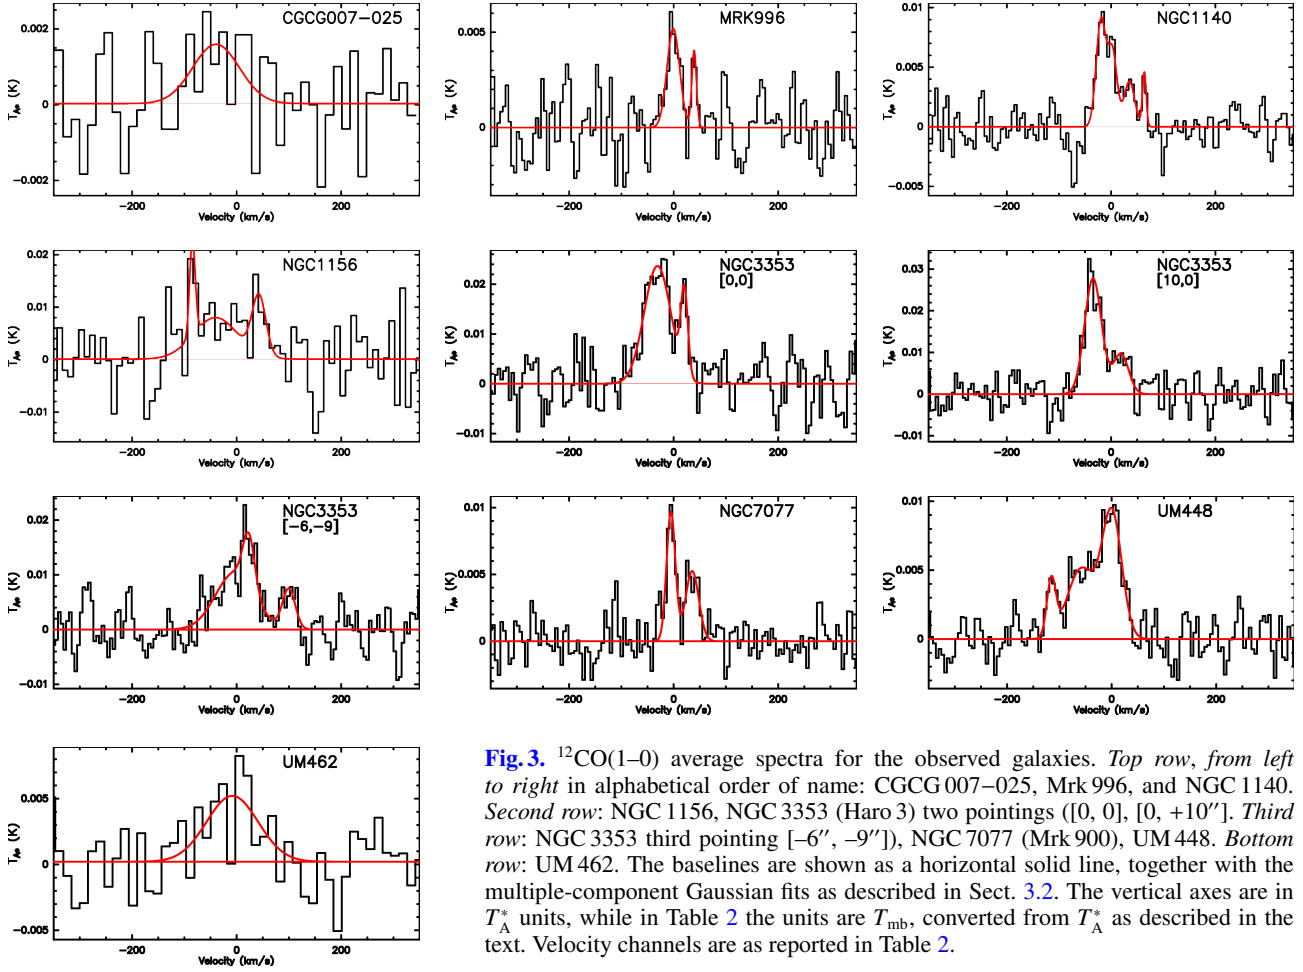 CGCG007−025
0.002
0
−0.002
T_A* (K)
−200 0 200
Velocity (km/s)
MRK996
0.005
0
−200 0 200
Velocity (km/s)
NGC1140
0.01
0.005
0
−0.005
T_A* (K)
−200 0 200
Velocity (km/s)
NGC1156
0.02
0.01
0
−0.01
T_A* (K)
−200 0 200
Velocity (km/s)
NGC3353
[0,0]
0.02
0.01
0
−0.01
−200 0 200
Velocity (km/s)
NGC3353
[10,0]
0.03
0.02
0.01
0
−0.01
T_A* (K)
−200 0 200
Velocity (km/s)
NGC3353
[−6,−9]
0.02
0.01
0
−0.01
T_A* (K)
−200 0 200
Velocity (km/s)
NGC7077
0.01
0.005
0
−200 0 200
Velocity (km/s)
UM448
0.01
0.005
0
T_A* (K)
−200 0 200
Velocity (km/s)
UM462
0.005
0
−0.005
T_A* (K)
−200 0 200
Velocity (km/s)
Fig. 3. ¹²CO(1–0) average spectra for the observed galaxies. Top row, from left
to right in alphabetical order of name: CGCG 007−025, Mrk 996, and NGC 1140.
Second row: NGC 1156, NGC 3353 (Haro 3) two pointings ([0, 0], [0, +10″]. Third
row: NGC 3353 third pointing [−6″, −9″]), NGC 7077 (Mrk 900), UM 448. Bottom
row: UM 462. The baselines are shown as a horizontal solid line, together with the
multiple-component Gaussian fits as described in Sect. 3.2. The vertical axes are in
T*_A units, while in Table 2 the units are T_mb, converted from T*_A as described in the
text. Velocity channels are as reported in Table 2.